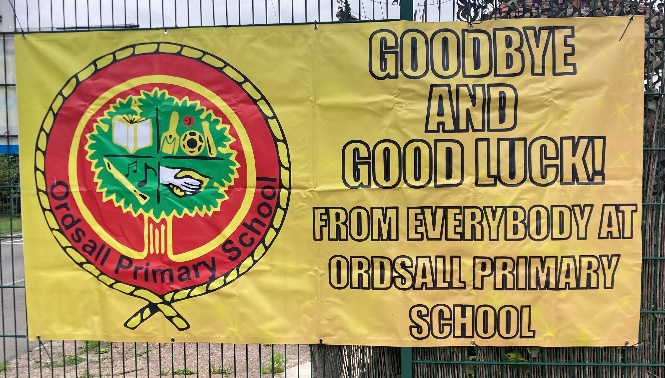 Ordsall Primary School
GOODBYE
AND
GOOD LUCK!
FROM EVERYBODY AT
ORDSALL PRIMARY
SCHOOL